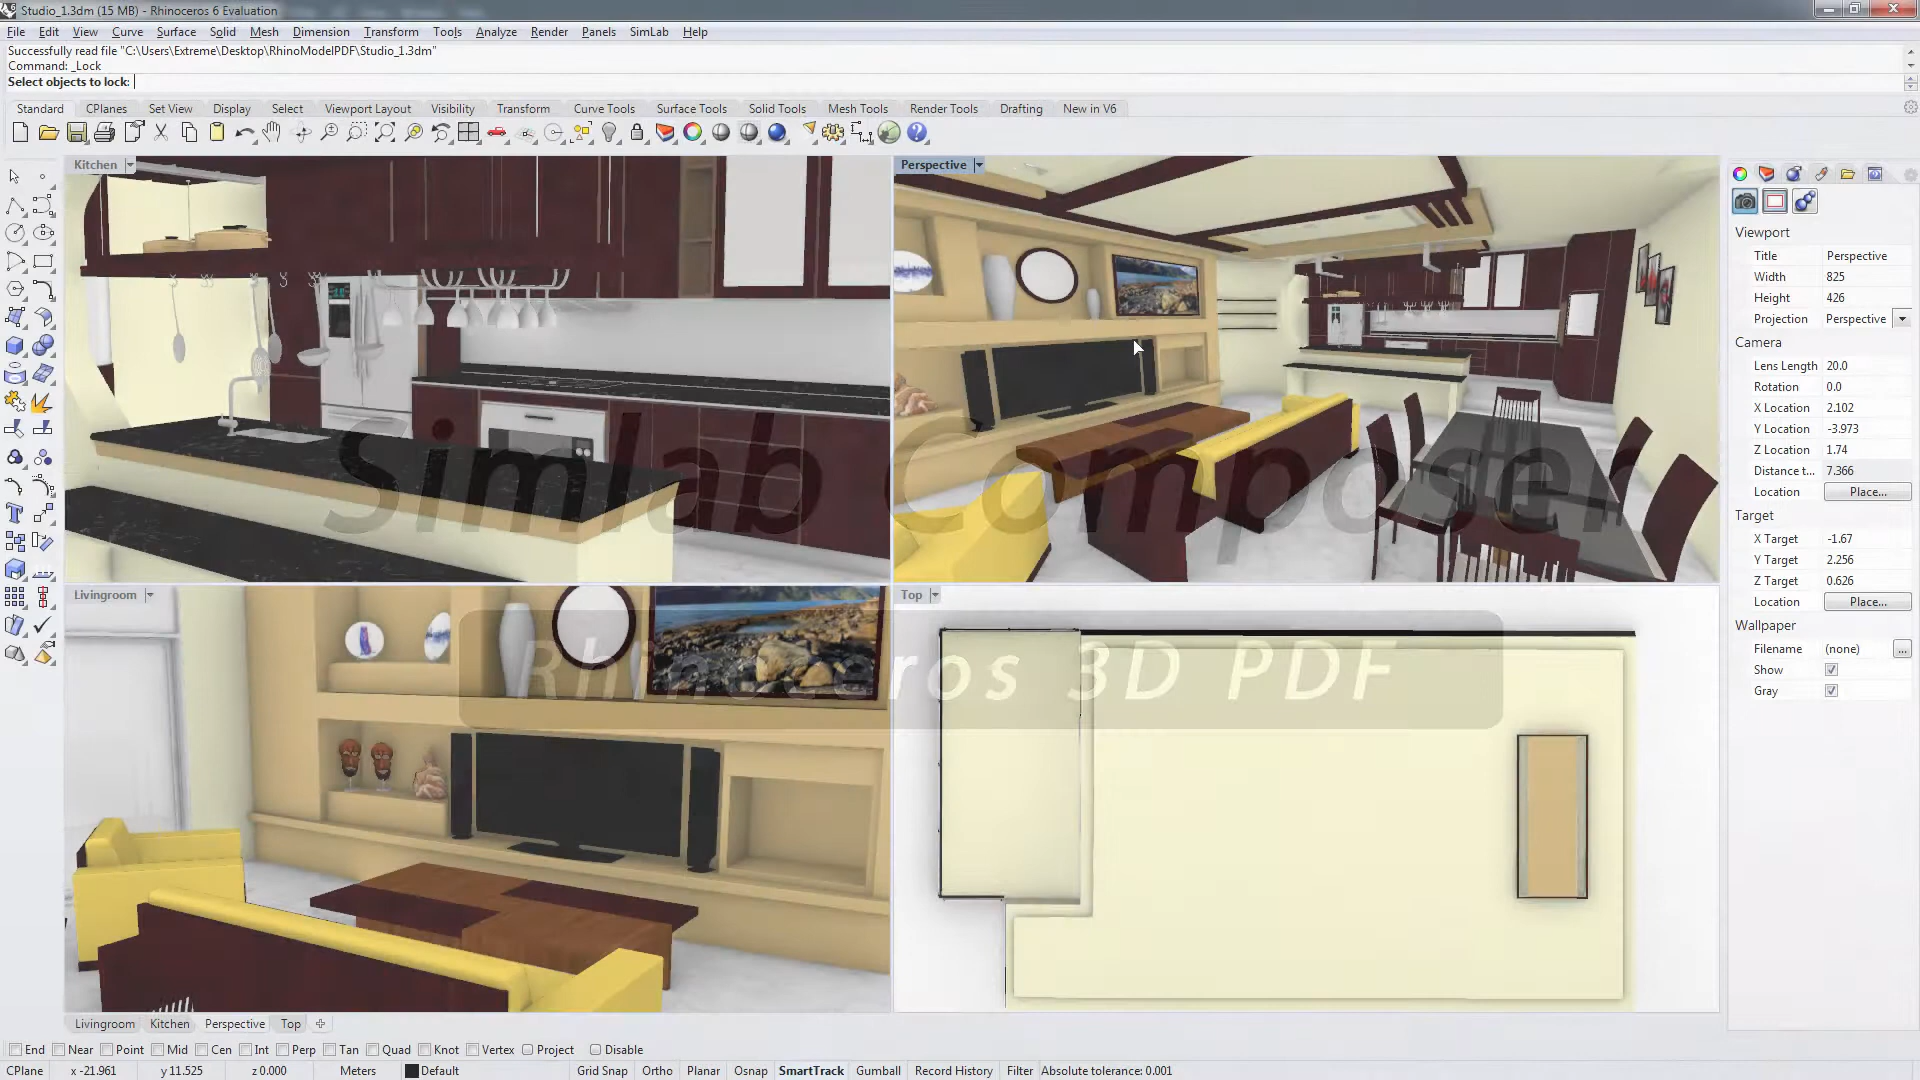 Studio_1.3dm (15 MB) - Rhinoceros 6 Evaluation
File Edit View Curve Surface Solid Mesh Dimension Transform Tools Analyze Render Panels SimLab Help
Successfully read file "C:\Users\Extreme\Desktop\RhinoModelPDF\Studio_1.3dm"
Command: _Lock
Select objects to lock:
Standard CPlanes Set View Display Select Viewport Layout Visibility Transform Curve Tools Surface Tools Solid Tools Mesh Tools Render Tools Drafting New in V6
Kitchen
Perspective
Viewport
Title Perspective
Width 825
Height 426
Projection Perspective
Camera
Lens Length 20.0
Rotation 0.0
X Location 2.102
Y Location -3.973
Z Location 1.74
Distance t... 7.366
Location Place...
Target
X Target -1.67
Y Target 2.256
Z Target 0.626
Location Place...
Wallpaper
Filename (none) ...
Show
Gray
Simlab Composer
Livingroom
Top
Rhinoceros 3D PDF
Livingroom Kitchen Perspective Top
End Near Point Mid Cen Int Perp Tan Quad Knot Vertex Project Disable
CPlane x -21.961 y 11.525 z 0.000 Meters Default Grid Snap Ortho Planar Osnap SmartTrack Gumball Record History Filter Absolute tolerance: 0.001